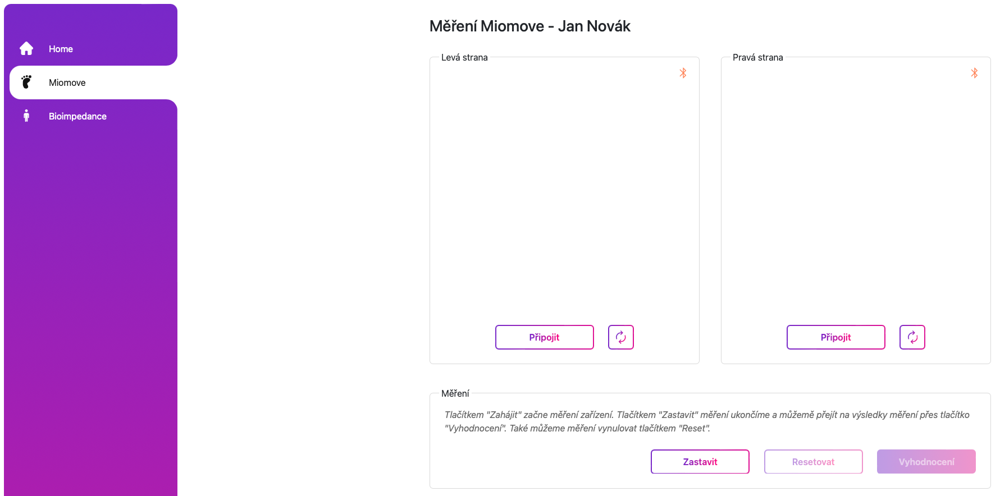 Home
Miomove
Bioimpedance
Měření Miomove - Jan Novák
Levá strana
Připojit
Pravá strana
Připojit
Měření
Tlačítkem "Zahájit" začne měření zařízení. Tlačítkem "Zastavit" měření ukončíme a můžemě přejít na výsledky měření přes tlačítko
"Vyhodnocení". Také můžeme měření vynulovat tlačítkem "Reset".
Zastavit
Resetovat
Vyhodnocení